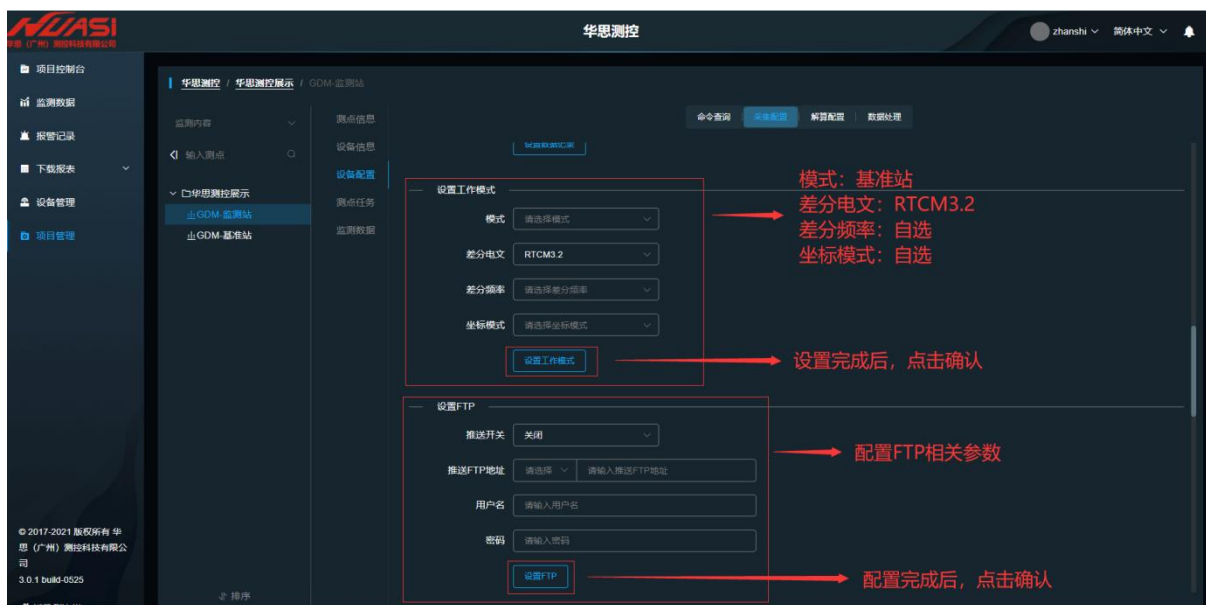 HUASI
华思（广州）测控科技有限公司
华思测控
zhanshi
简体中文
项目控制台
监测数据
报警记录
下载报表
设备管理
项目管理
华思测控 / 华思测控展示 / GDM-监测站
监测内容
输入测点
华思测控展示
GDM-监测站
GDM-基准站
排序
测点信息
设备信息
设备配置
测点任务
监测数据
命令查询
采集配置
解算配置
数据处理
设置数据记录
设置工作模式
模式 请选择模式
差分电文 RTCM3.2
差分频率 请选择差分频率
坐标模式 请选择坐标模式
设置工作模式
模式：基准站
差分电文：RTCM3.2
差分频率：自选
坐标模式：自选
设置完成后，点击确认
设置FTP
推送开关 关闭
推送FTP地址 请选择 请输入推送FTP地址
用户名 请输入用户名
密码 请输入密码
设置FTP
配置FTP相关参数
配置完成后，点击确认
© 2017-2021 版权所有 华
思（广州）测控科技有限公
司
3.0.1 build-0525